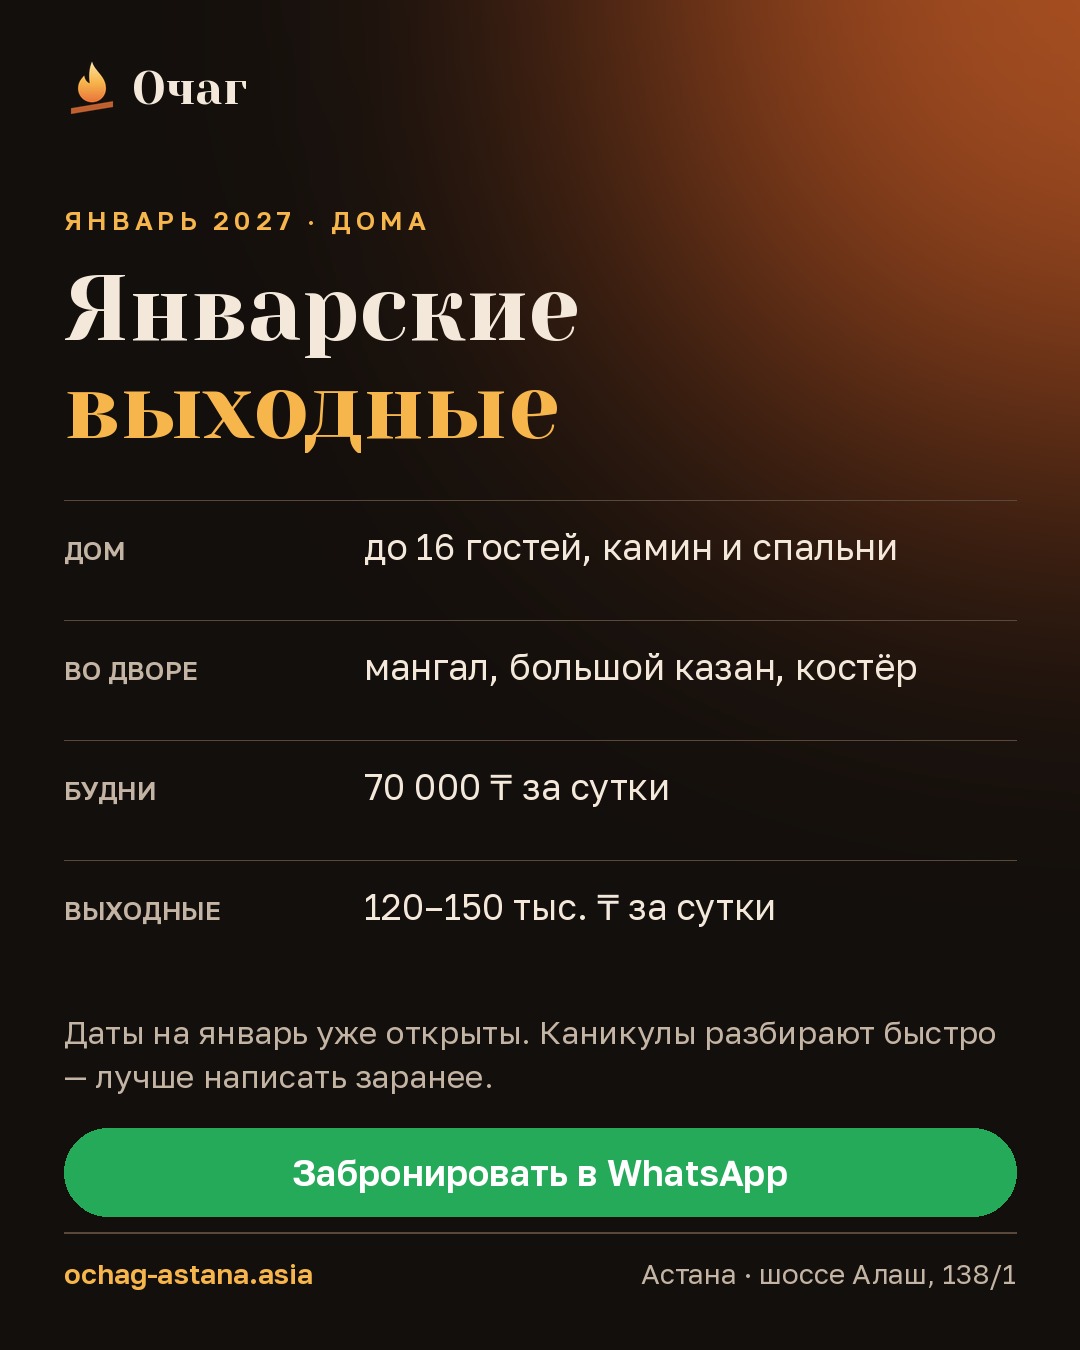 Очаг
ЯНВАРЬ 2027 · ДОМА
Январские
выходные
ДОМ до 16 гостей, камин и спальни
ВО ДВОРЕ мангал, большой казан, костёр
БУДНИ 70 000 ₸ за сутки
ВЫХОДНЫЕ 120–150 тыс. ₸ за сутки
Даты на январь уже открыты. Каникулы разбирают быстро
— лучше написать заранее.
Забронировать в WhatsApp
ochag-astana.asia Астана · шоссе Алаш, 138/1